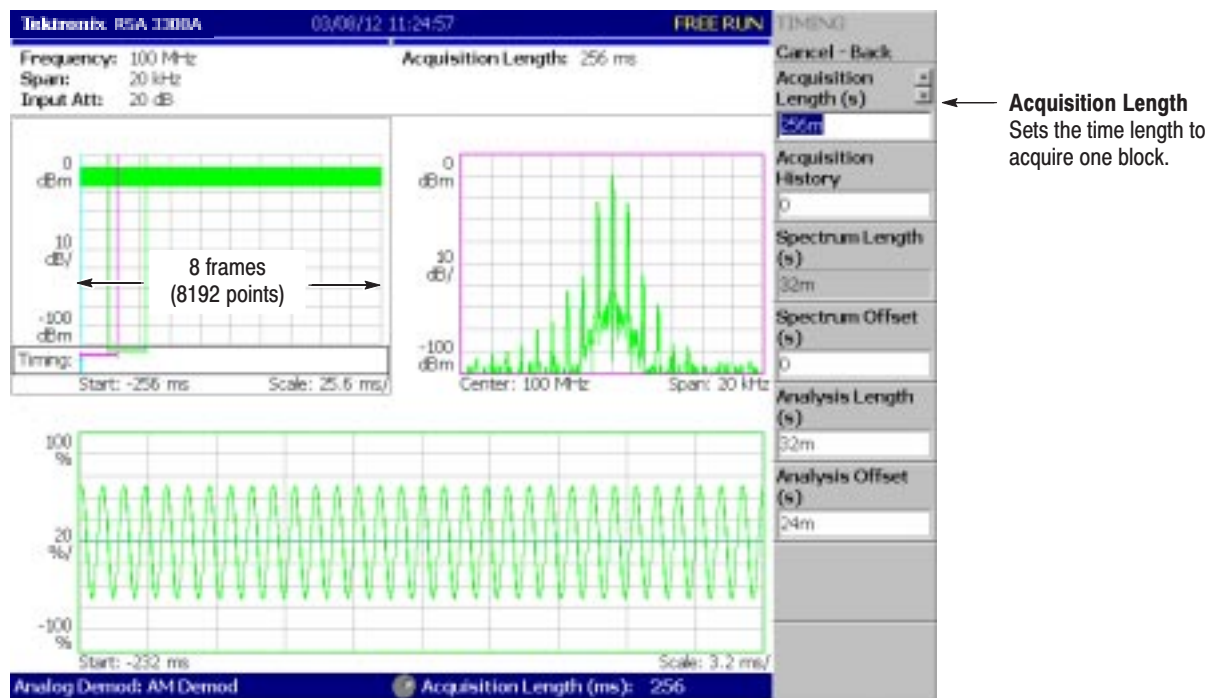 Tektronix RSA 3300A 03/08/12 11:24:57 FREE RUN
Frequency: 100 MHz
Span: 20 kHz
Input Att: 20 dB
Acquisition Length: 256 ms
0
dBm
10
dB/
-100
dBm
Timing:
Start: -256 ms Scale: 25.6 ms/
8 frames
(8192 points)
0
dBm
10
dB/
-100
dBm
Center: 100 MHz Span: 20 kHz
100
%
20
%/
-100
%
Start: -232 ms Scale: 3.2 ms/
Analog Demod: AM Demod Acquisition Length (ms): 256
TIMING
Cancel - Back
Acquisition
Length (s)
256m
Acquisition
History
0
Spectrum Length
(s)
32m
Spectrum Offset
(s)
0
Analysis Length
(s)
32m
Analysis Offset
(s)
24m
Acquisition Length
Sets the time length to
acquire one block.